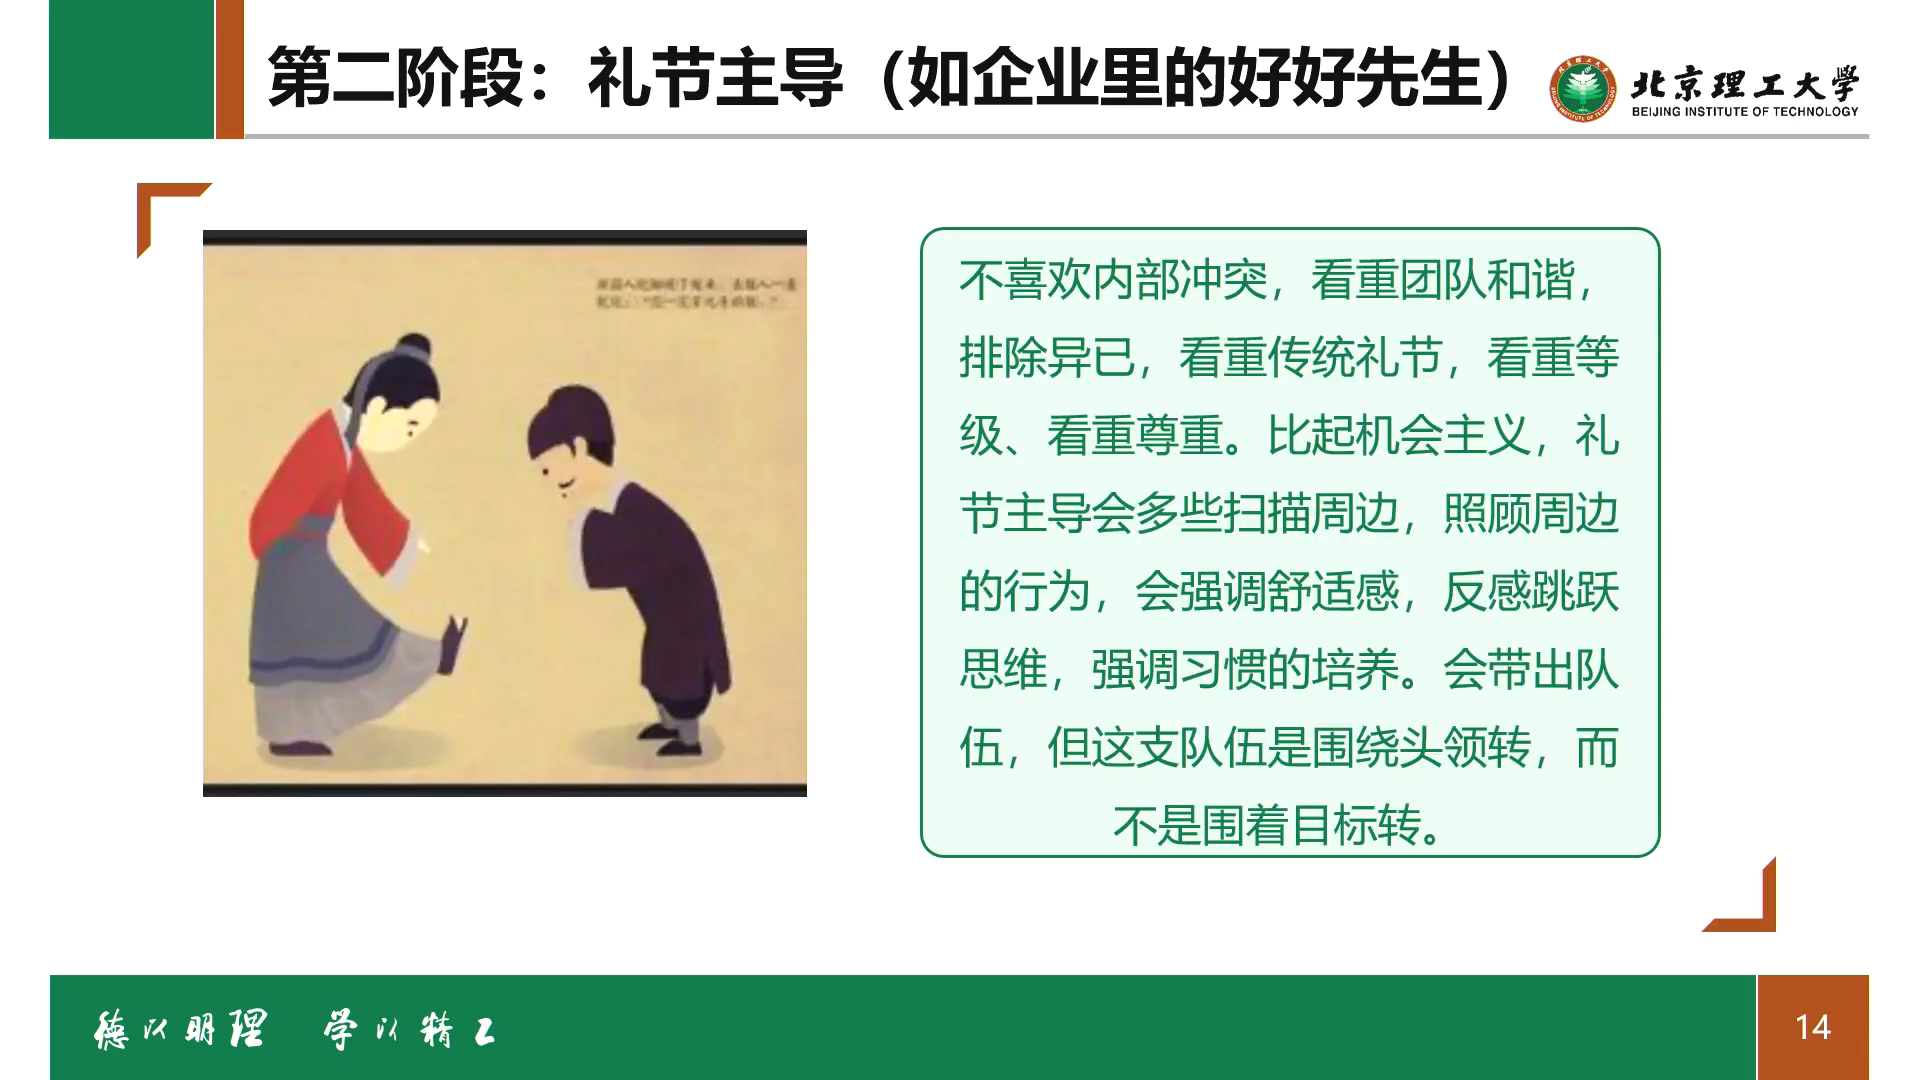 第二阶段：礼节主导（如企业里的好好先生）
北京理工大学
BEIJING INSTITUTE OF TECHNOLOGY
不喜欢内部冲突，看重团队和谐，
排除异已，看重传统礼节，看重等
级、看重尊重。比起机会主义，礼
节主导会多些扫描周边，照顾周边
的行为，会强调舒适感，反感跳跃
思维，强调习惯的培养。会带出队
伍，但这支队伍是围绕头领转，而
不是围着目标转。
德以明理 学以精工
14